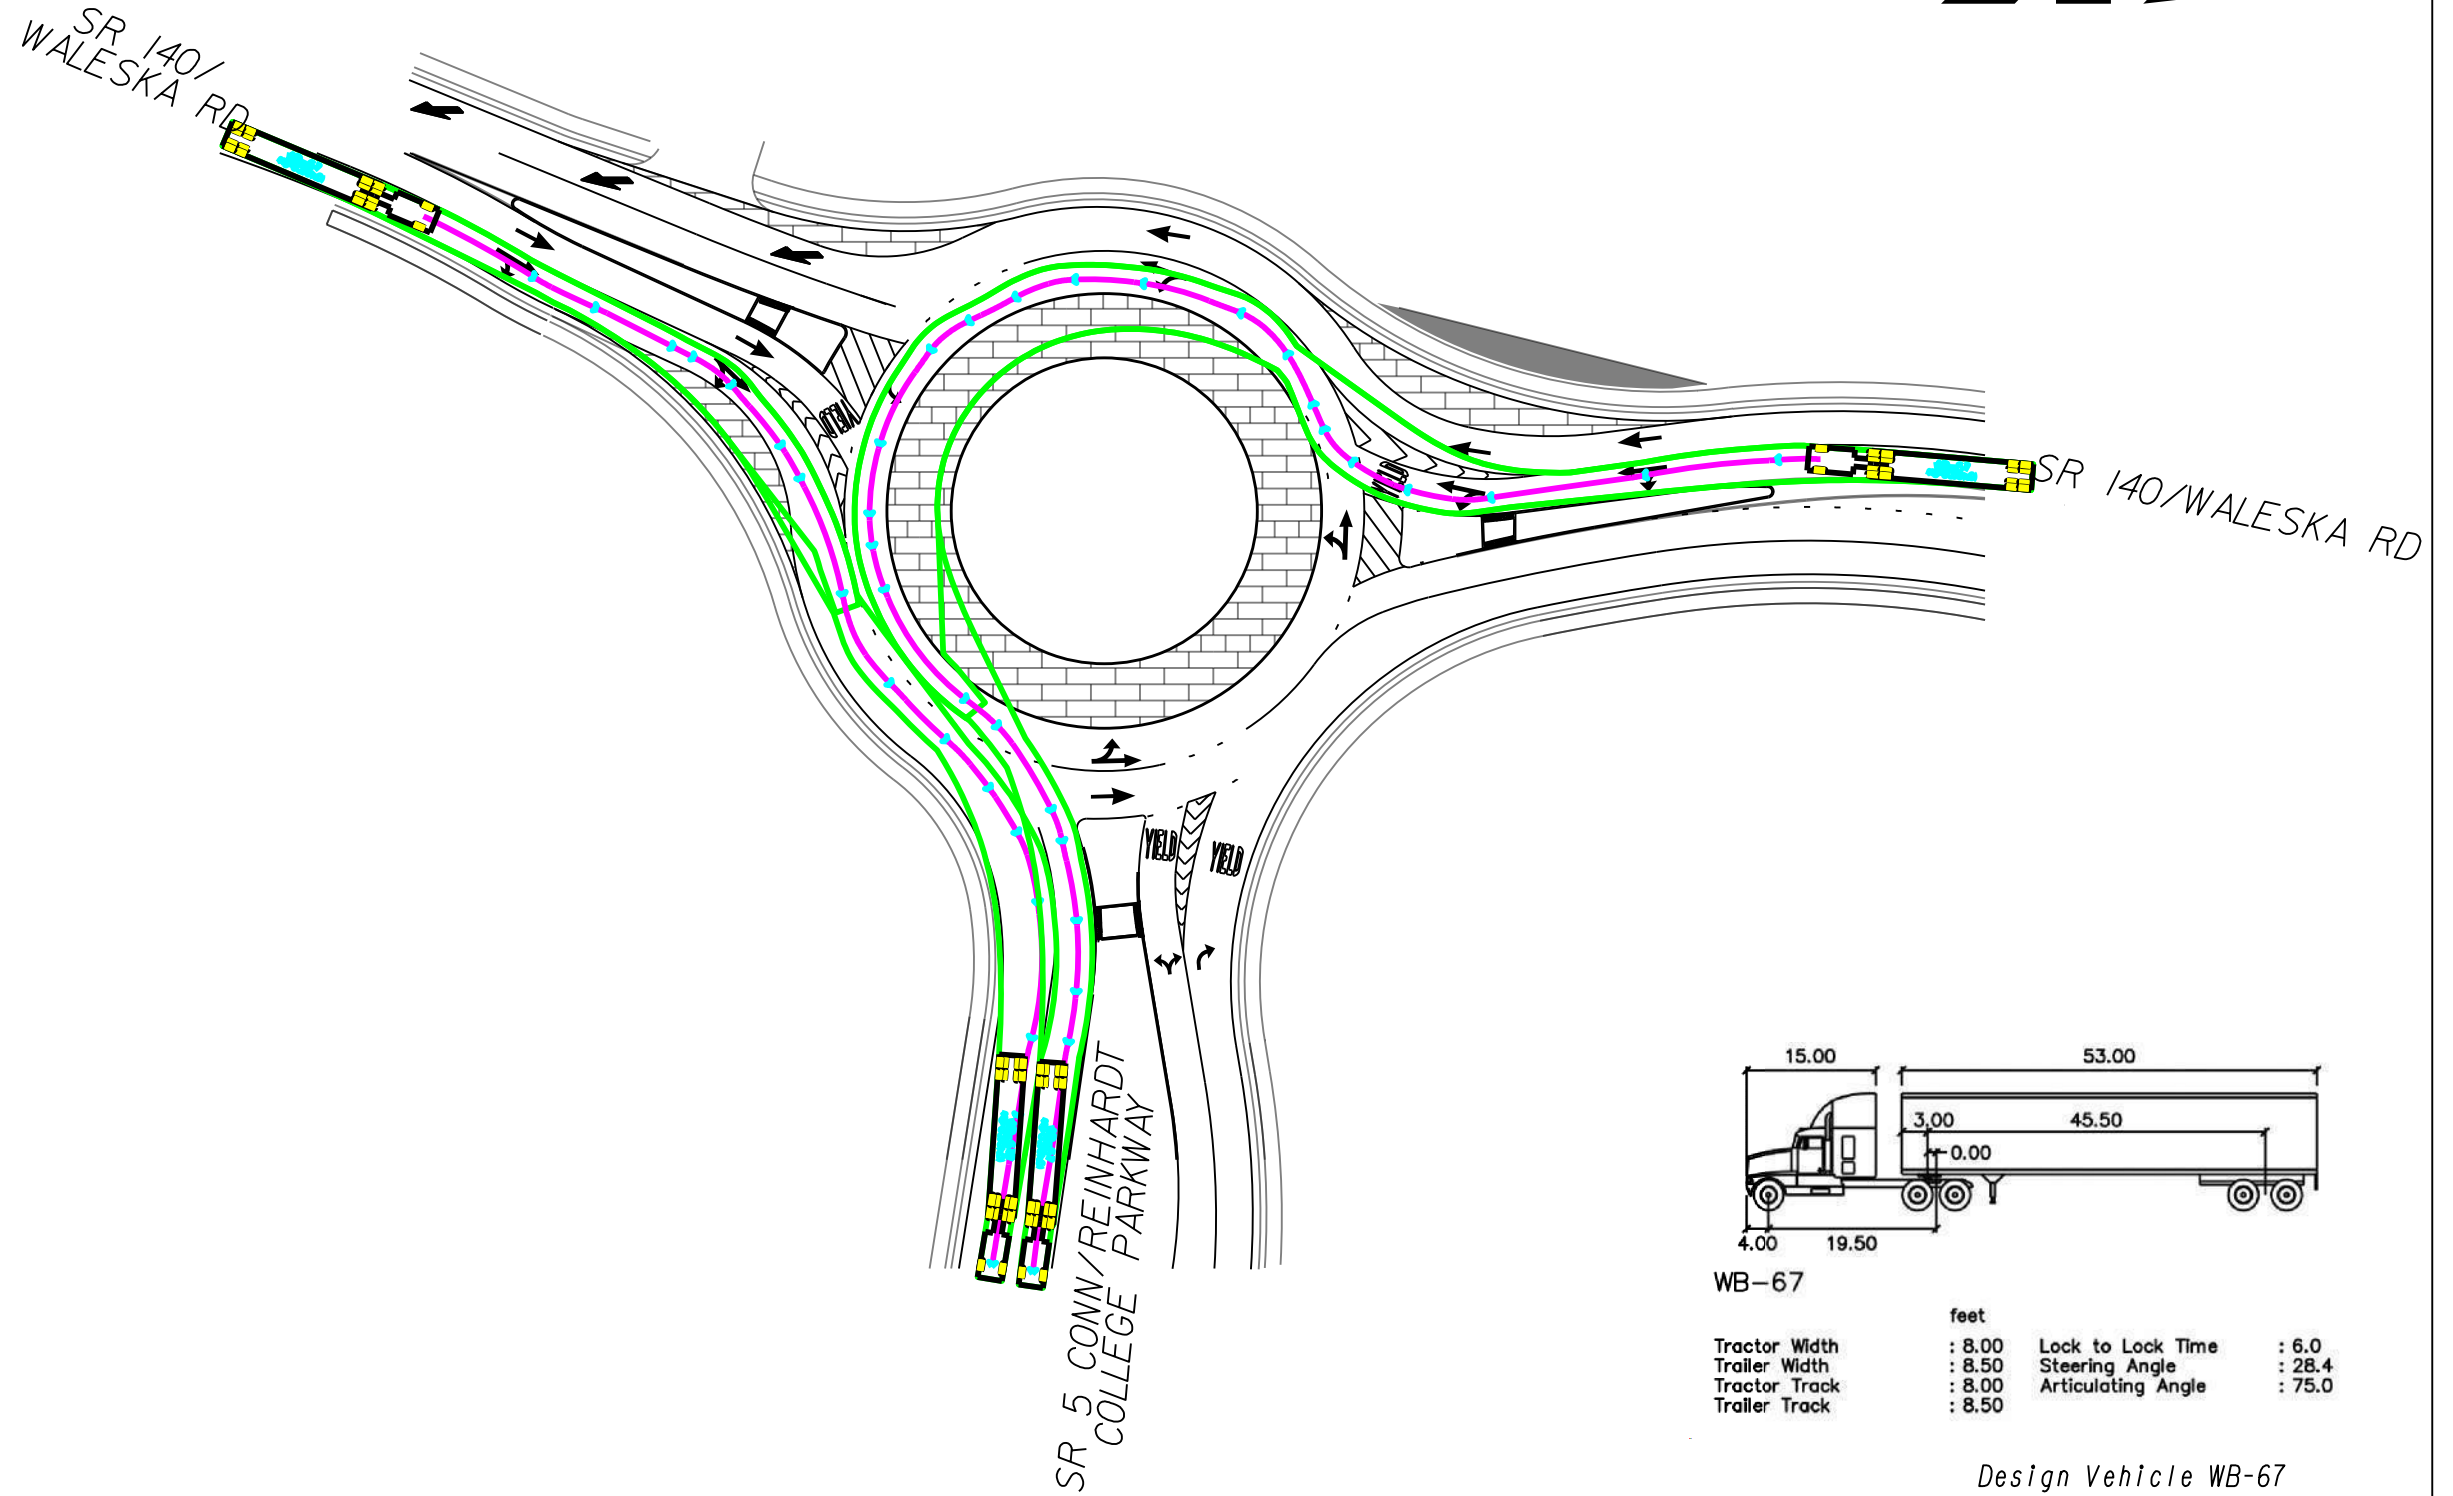 SR 140/
WALESKA RD
SR 140/WALESKA RD
YIELD
YIELD
YIELD
SR 5 CONN/REINHARDT
COLLEGE PARKWAY
15.00
53.00
3.00
45.50
0.00
4.00
19.50
WB-67
feet
Tractor Width : 8.00 Lock to Lock Time : 6.0
Trailer Width : 8.50 Steering Angle : 28.4
Tractor Track : 8.00 Articulating Angle : 75.0
Trailer Track : 8.50
Design Vehicle WB-67